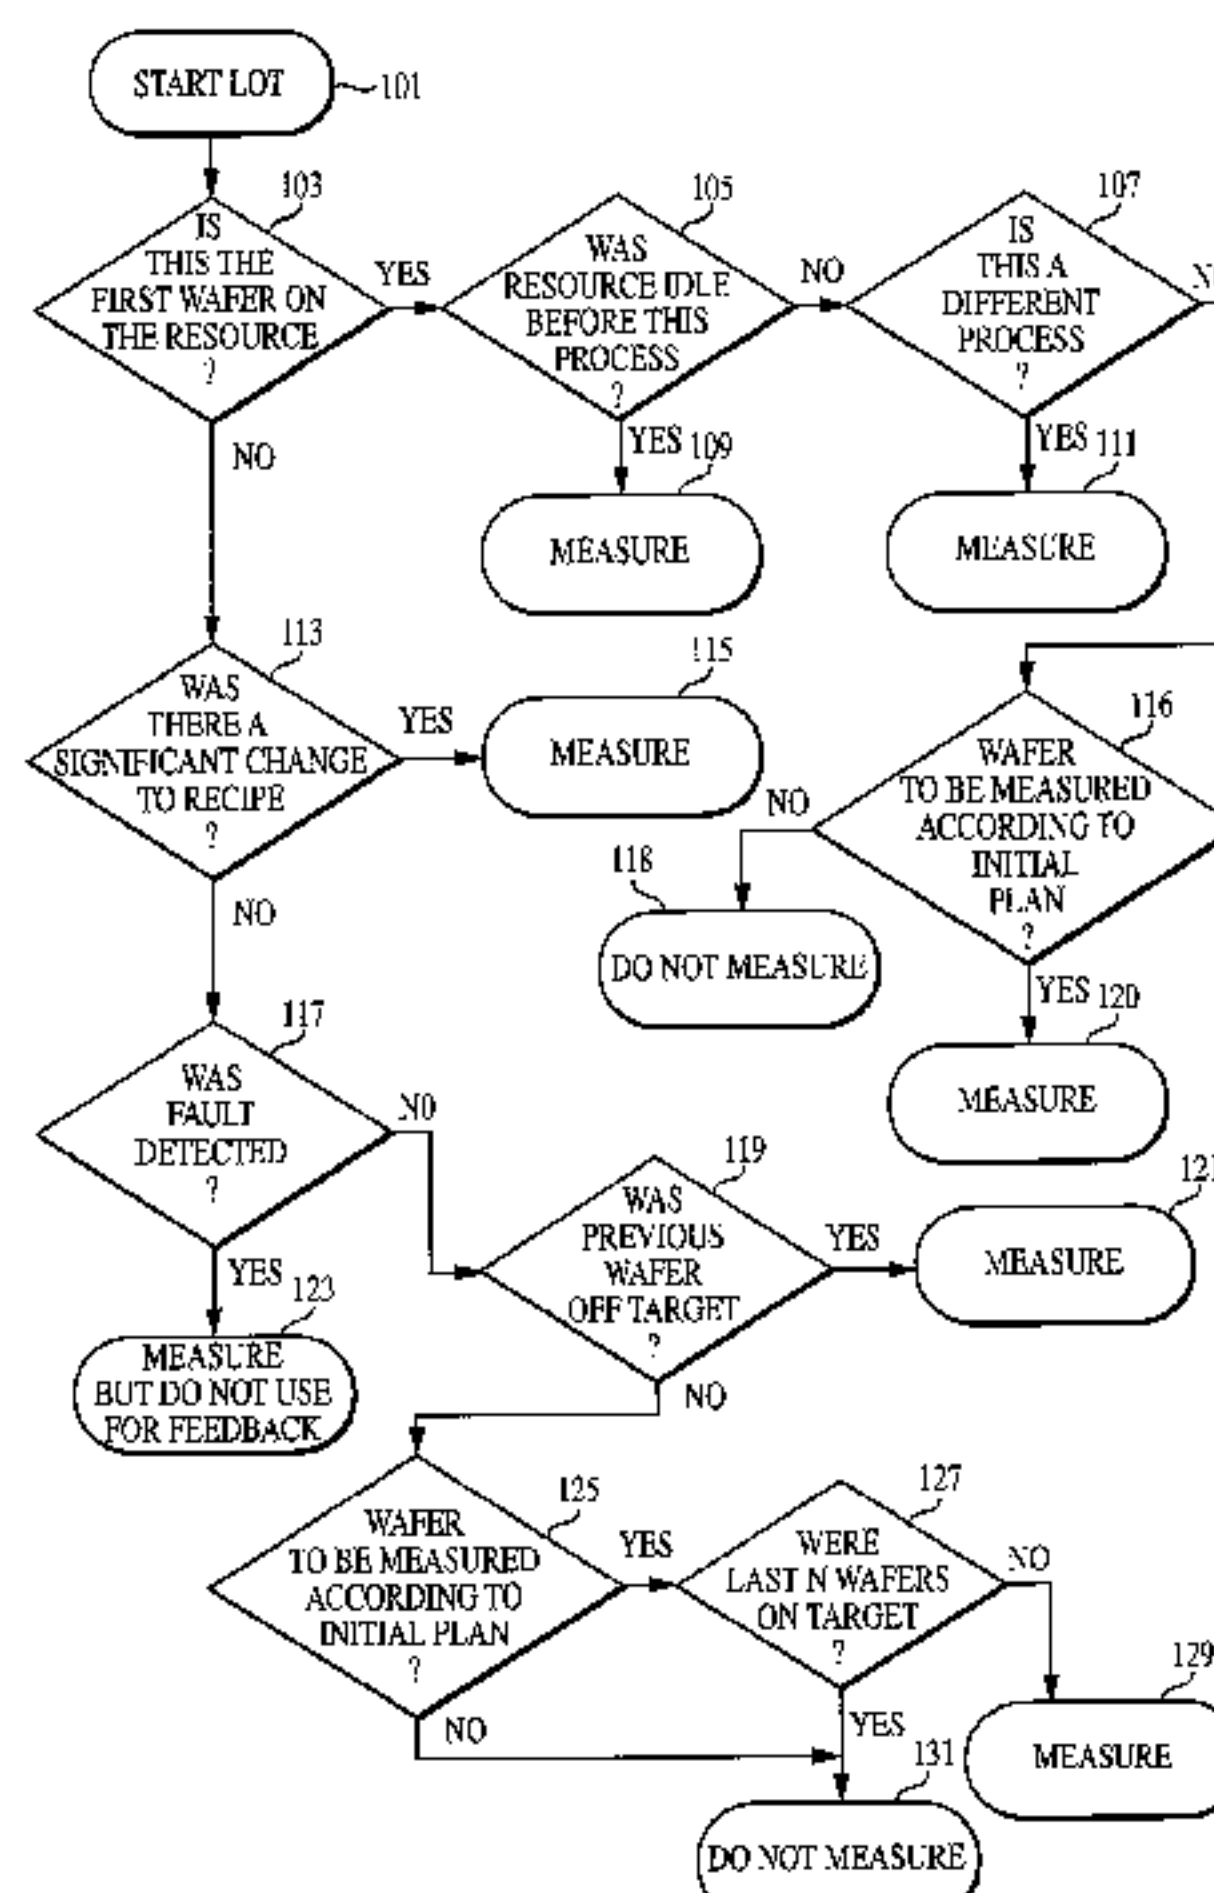 START LOT
101
103
IS
THIS THE
FIRST WAFER ON
THE RESOURCE
?
YES
NO
105
WAS
RESOURCE IDLE
BEFORE THIS
PROCESS
?
NO
YES
109
MEASURE
107
IS
THIS A
DIFFERENT
PROCESS
?
YES
111
MEASURE
113
WAS
THERE A
SIGNIFICANT CHANGE
TO RECIPE
?
YES
NO
115
MEASURE
116
WAFER
TO BE MEASURED
ACCORDING TO
INITIAL
PLAN
?
NO
118
DO NOT MEASURE
YES
120
MEASURE
117
WAS
FAULT
DETECTED
?
NO
YES
123
MEASURE
BUT DO NOT USE
FOR FEEDBACK
119
WAS
PREVIOUS
WAFER
OFF TARGET
?
YES
NO
121
MEASURE
125
WAFER
TO BE MEASURED
ACCORDING TO
INITIAL PLAN
?
YES
NO
127
WERE
LAST N WAFERS
ON TARGET
?
NO
YES
129
MEASURE
131
DO NOT MEASURE